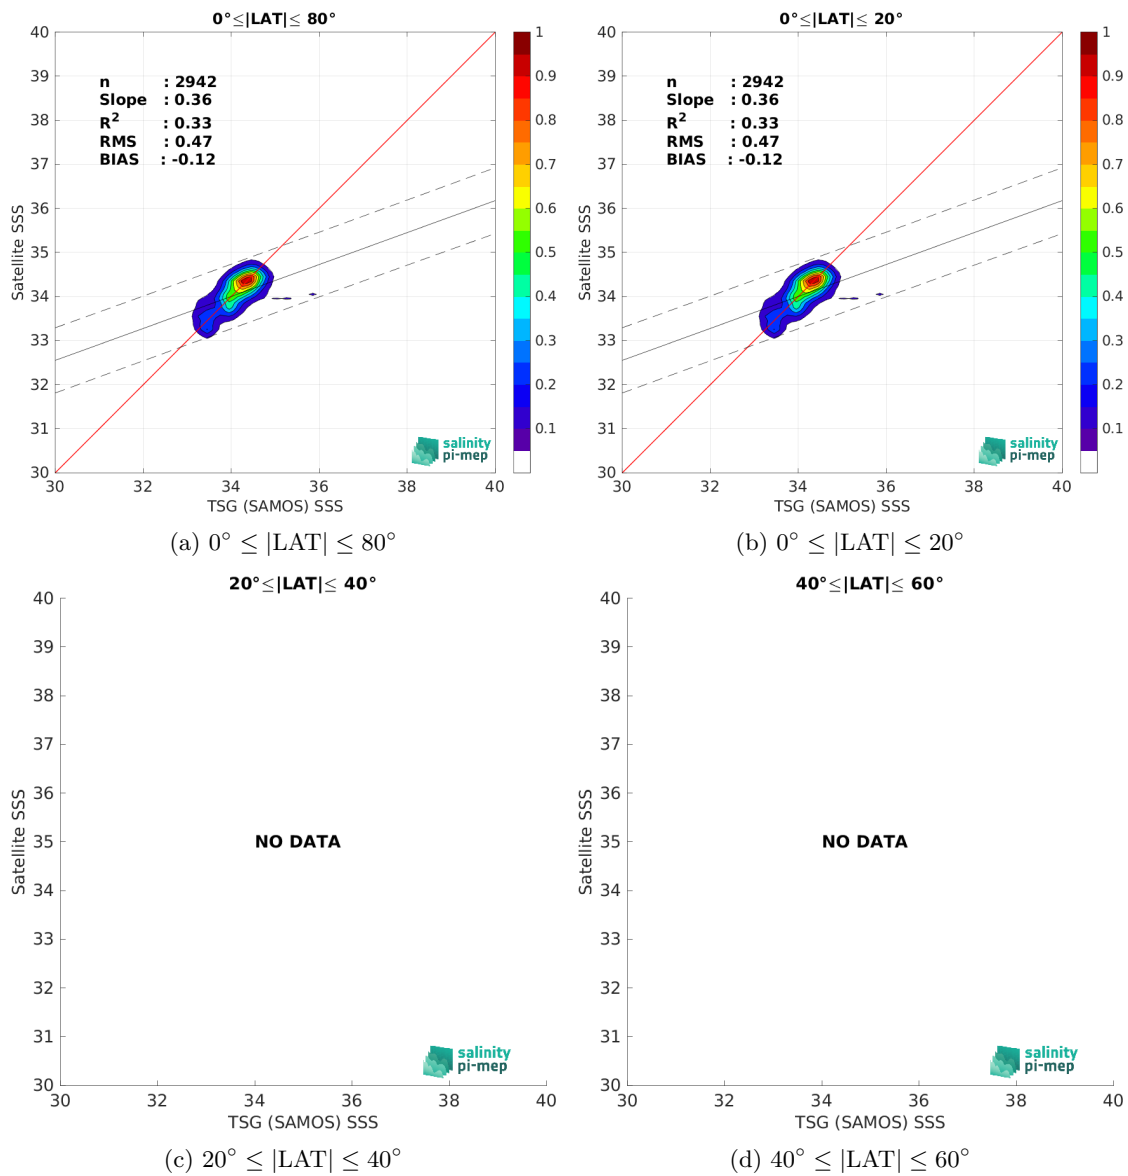 0°≤|LAT|≤ 80°
40
39
38
37
36
35
34
33
32
31
30
Satellite SSS
n : 2942
Slope : 0.36
R² : 0.33
RMS : 0.47
BIAS : -0.12
1
0.9
0.8
0.7
0.6
0.5
0.4
0.3
0.2
0.1
salinity
pi-mep
30 32 34 36 38 40
TSG (SAMOS) SSS
(a) 0° ≤ |LAT| ≤ 80°
0°≤|LAT|≤ 20°
40
39
38
37
36
35
34
33
32
31
30
Satellite SSS
n : 2942
Slope : 0.36
R² : 0.33
RMS : 0.47
BIAS : -0.12
1
0.9
0.8
0.7
0.6
0.5
0.4
0.3
0.2
0.1
salinity
pi-mep
30 32 34 36 38 40
TSG (SAMOS) SSS
(b) 0° ≤ |LAT| ≤ 20°
20°≤|LAT|≤ 40°
40
39
38
37
36
35
34
33
32
31
30
Satellite SSS
NO DATA
salinity
pi-mep
30 32 34 36 38 40
TSG (SAMOS) SSS
(c) 20° ≤ |LAT| ≤ 40°
40°≤|LAT|≤ 60°
40
39
38
37
36
35
34
33
32
31
30
Satellite SSS
NO DATA
salinity
pi-mep
30 32 34 36 38 40
TSG (SAMOS) SSS
(d) 40° ≤ |LAT| ≤ 60°